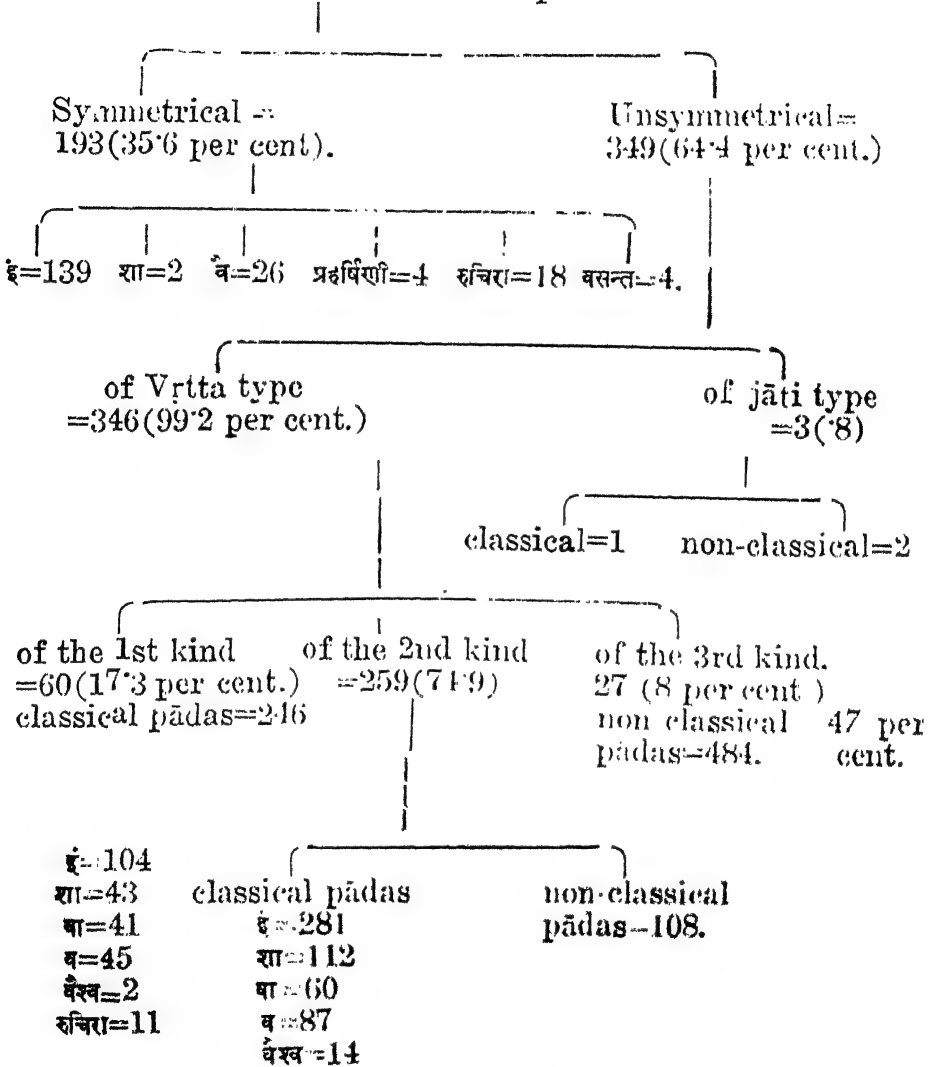 Symmetrical =
193(35·6 per cent).
Unsymmetrical=
349(64·4 per cent.)
इं=139 शा=2 वं=26 प्रहर्षिणी=4 रुचिरा=18 वसन्त=4.
of Vṛtta type
=346(99·2 per cent.)
of jāti type
=3(·8)
classical=1 non-classical=2
of the 1st kind
=60(17·3 per cent.)
classical pādas=246
of the 2nd kind
=259(74·9)
of the 3rd kind.
27 (8 per cent )
non classical 47 per
pādas=484. cent.
इं=104
शा=43
वा=41
व=45
वैश्व=2
रुचिरा=11
classical pādas
इं=281
शा=112
वा=60
व=87
वैश्व=14
non-classical
pādas=108.